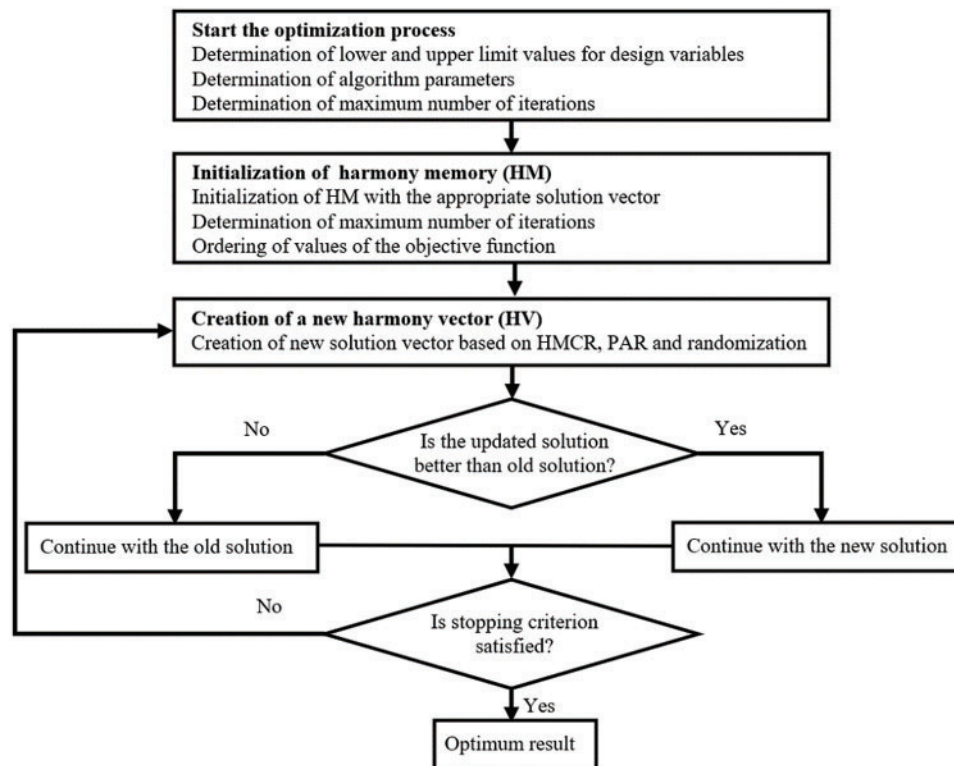 Start the optimization process
Determination of lower and upper limit values for design variables
Determination of algorithm parameters
Determination of maximum number of iterations
Initialization of harmony memory (HM)
Initialization of HM with the appropriate solution vector
Determination of maximum number of iterations
Ordering of values of the objective function
Creation of a new harmony vector (HV)
Creation of new solution vector based on HMCR, PAR and randomization
No
Yes
Is the updated solution
better than old solution?
Continue with the old solution
Continue with the new solution
No
Is stopping criterion
satisfied?
Yes
Optimum result